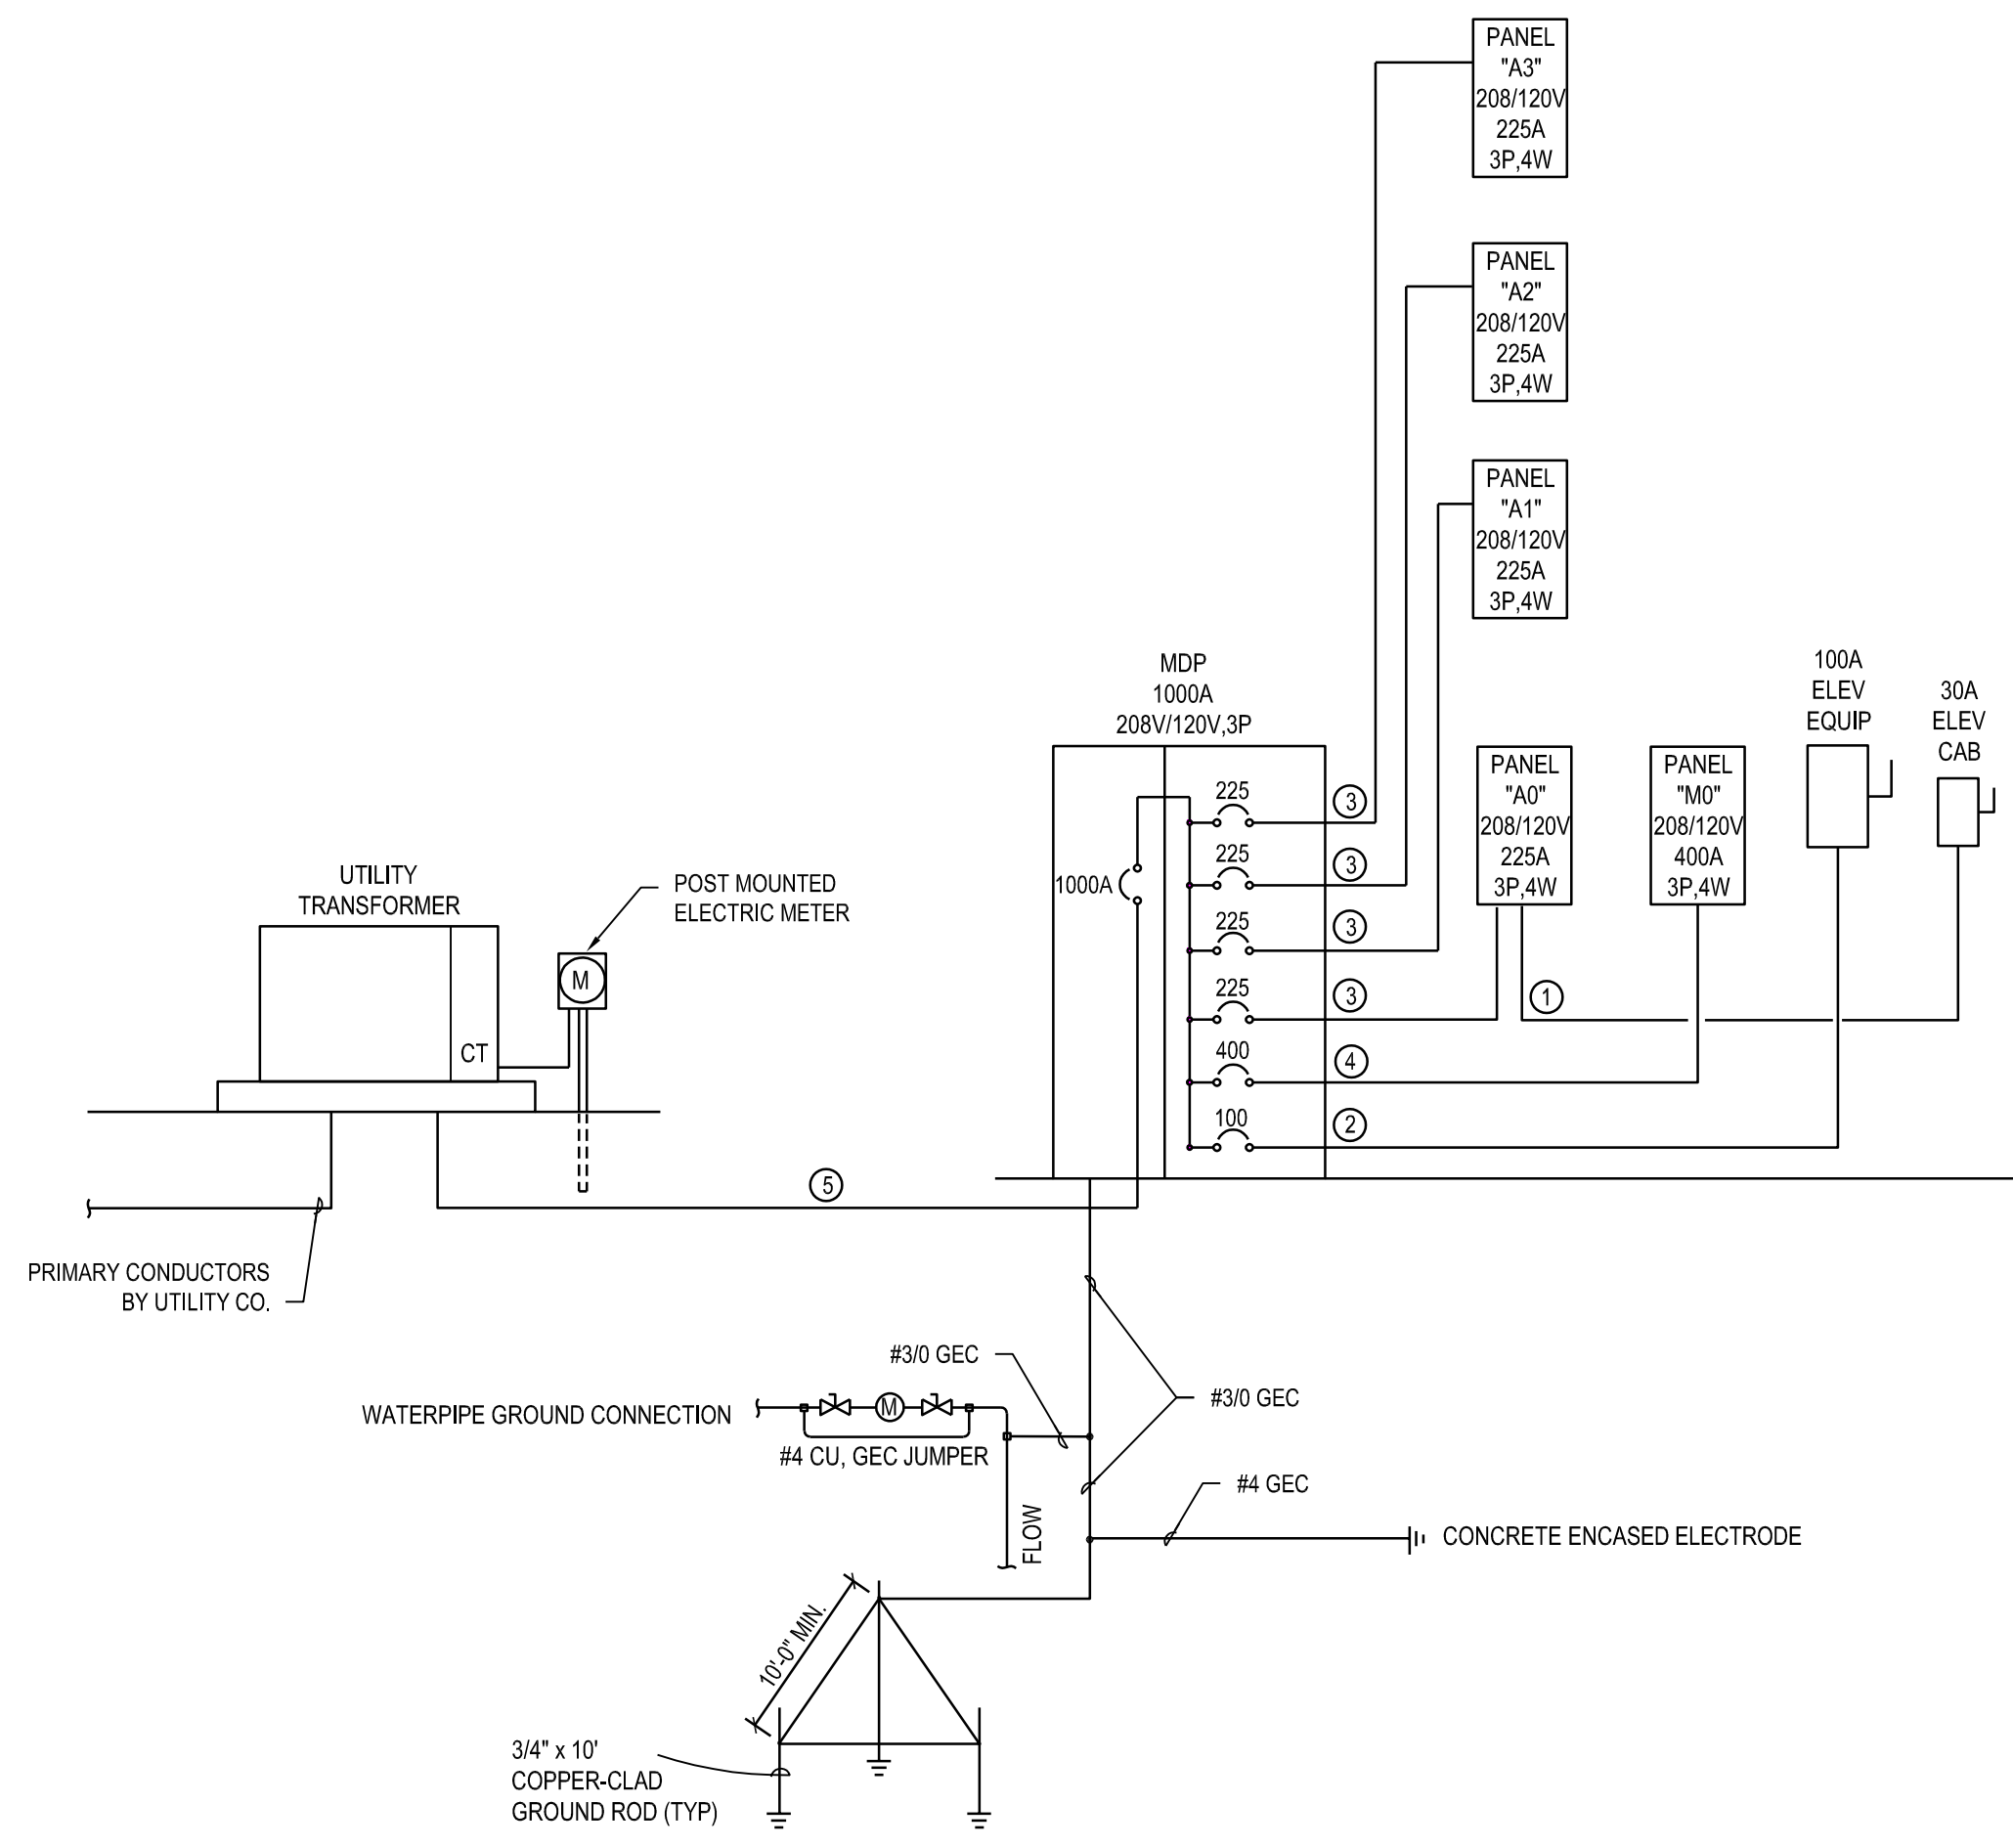 PANEL
"A3"
208/120V
225A
3P,4W
PANEL
"A2"
208/120V
225A
3P,4W
PANEL
"A1"
208/120V
225A
3P,4W
MDP
1000A
208V/120V,3P
100A
ELEV
EQUIP
30A
ELEV
CAB
PANEL
"A0"
208/120V
225A
3P,4W
PANEL
"M0"
208/120V
400A
3P,4W
225
3
225
3
1000A
225
3
225
3
1
400
4
100
2
UTILITY
TRANSFORMER
POST MOUNTED
ELECTRIC METER
M
CT
5
PRIMARY CONDUCTORS
BY UTILITY CO.
#3/0 GEC
#3/0 GEC
WATERPIPE GROUND CONNECTION
M
#4 CU, GEC JUMPER
#4 GEC
FLOW
CONCRETE ENCASED ELECTRODE
10'-0" MIN.
3/4" x 10'
COPPER-CLAD
GROUND ROD (TYP)